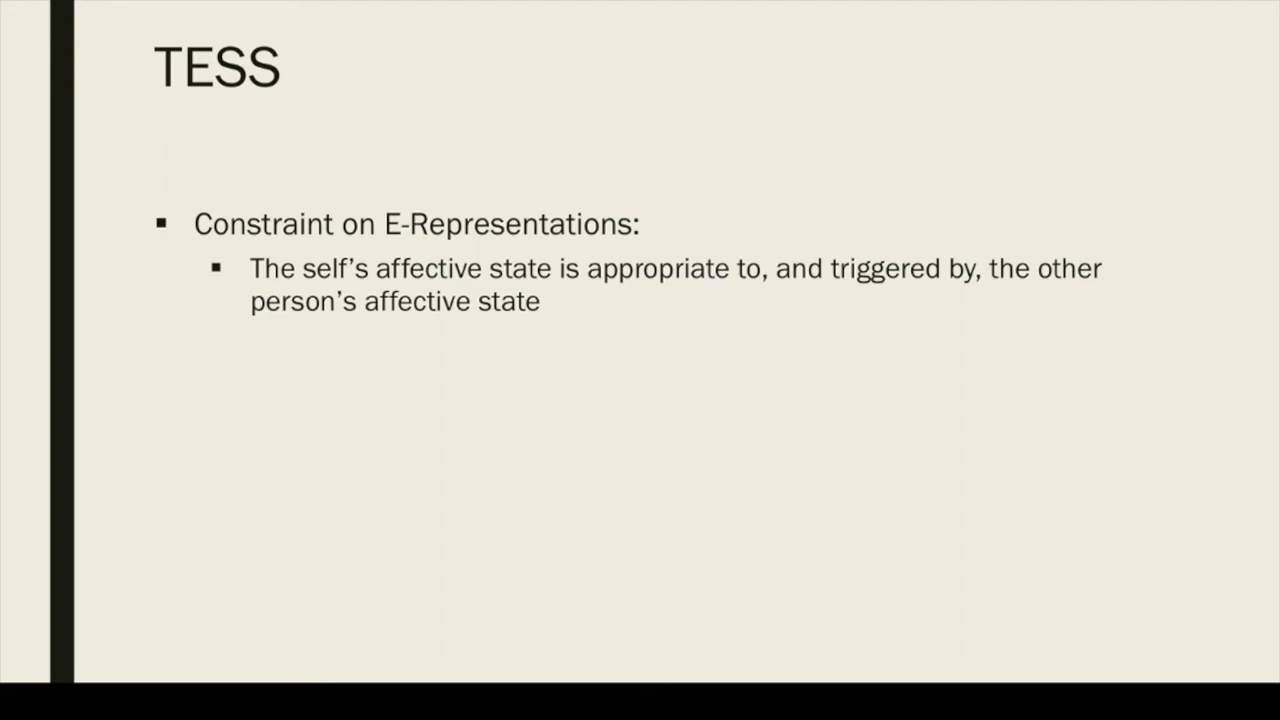 TESS
▪ Constraint on E-Representations:
▪ The self’s affective state is appropriate to, and triggered by, the other
person’s affective state